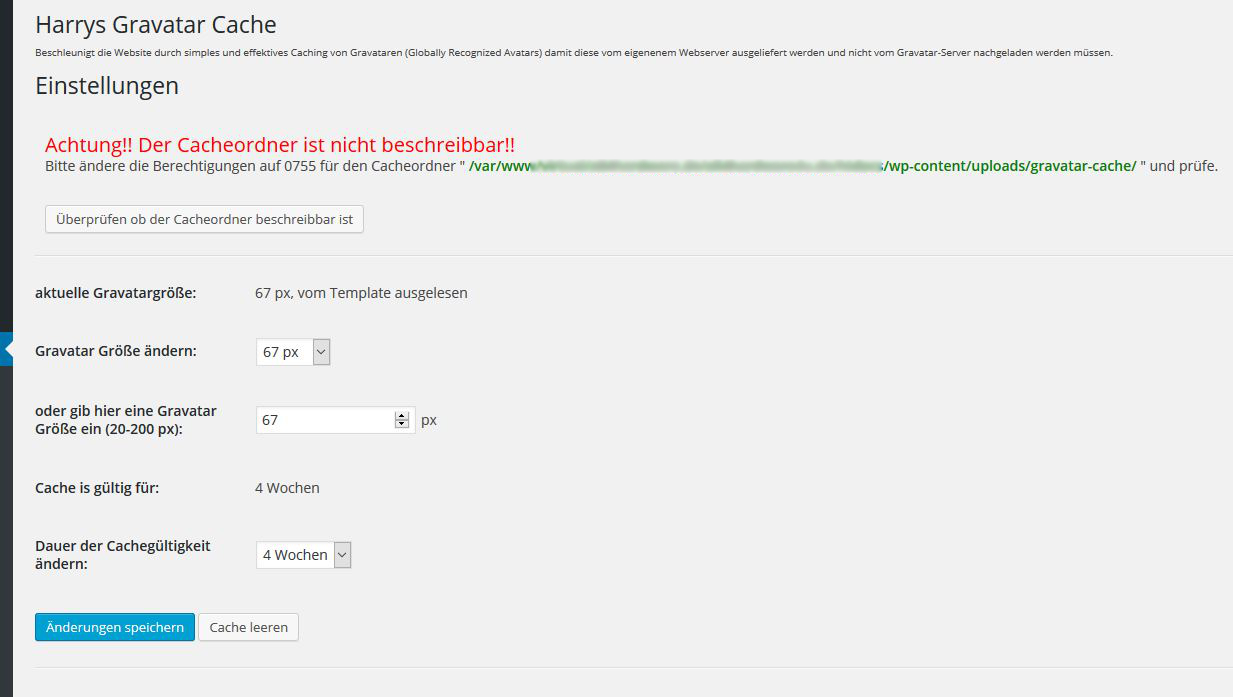 Harrys Gravatar Cache
Beschleunigt die Website durch simples und effektives Caching von Gravataren (Globally Recognized Avatars) damit diese vom eigenenem Webserver ausgeliefert werden und nicht vom Gravatar-Server nachgeladen werden müssen.
Einstellungen
Achtung!! Der Cacheordner ist nicht beschreibbar!!
Bitte ändere die Berechtigungen auf 0755 für den Cacheordner " /var/www /wp-content/uploads/gravatar-cache/ " und prüfe.
Überprüfen ob der Cacheordner beschreibbar ist
aktuelle Gravatargröße: 67 px, vom Template ausgelesen
Gravatar Größe ändern: 67 px
oder gib hier eine Gravatar
Größe ein (20-200 px): 67 px
Cache is gültig für: 4 Wochen
Dauer der Cachegültigkeit
ändern: 4 Wochen
Änderungen speichern Cache leeren